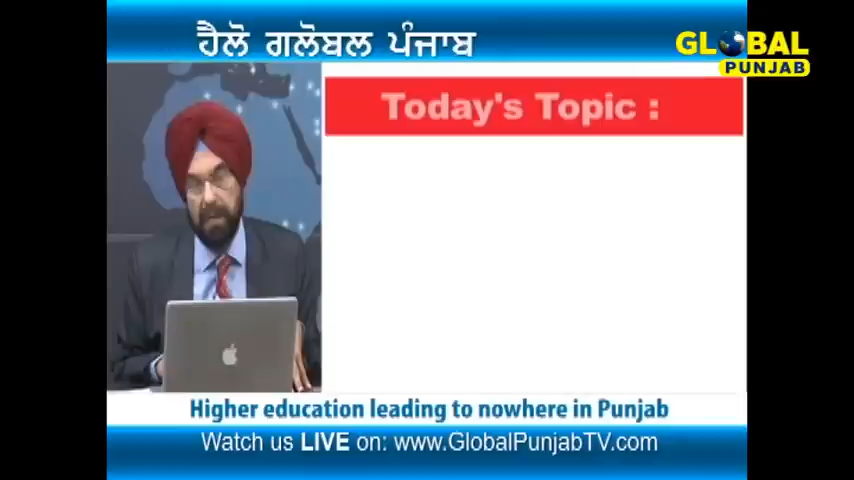 ਹੈਲੋ ਗਲੋਬਲ ਪੰਜਾਬ
GLOBAL
PUNJAB
Today's Topic :
Higher education leading to nowhere in Punjab
Watch us LIVE on: www.GlobalPunjabTV.com